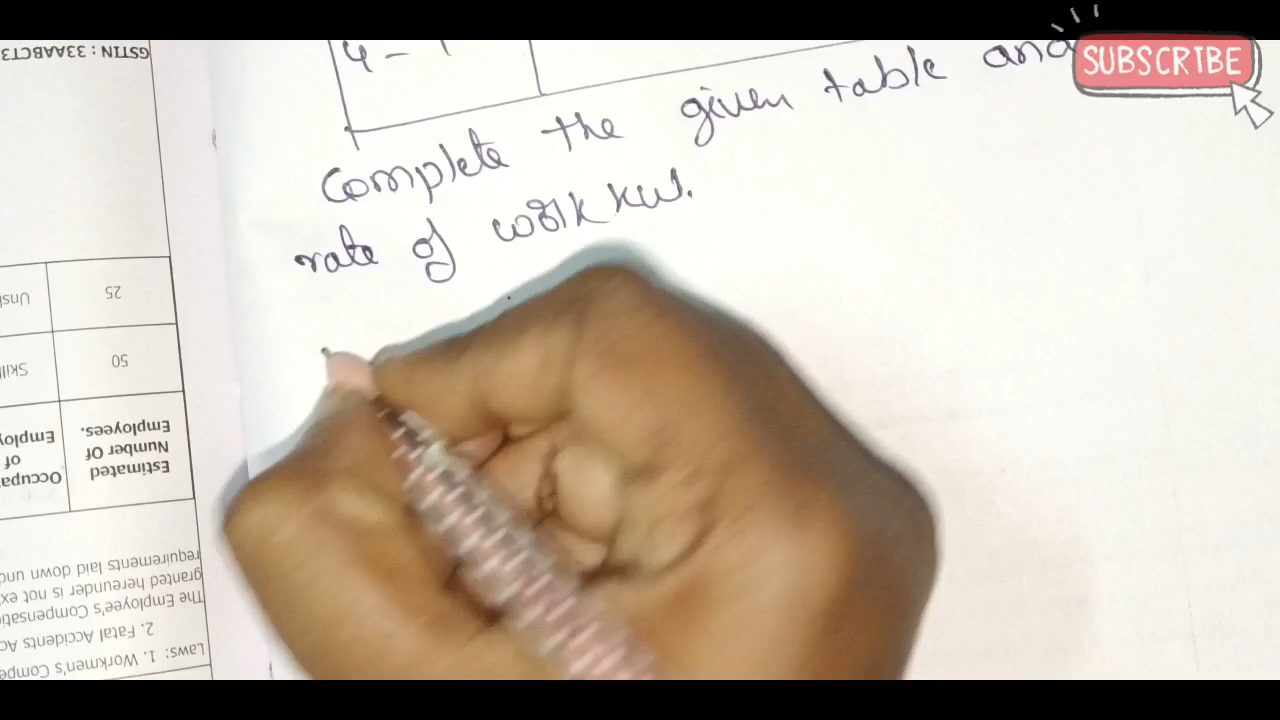 SUBSCRIBE
4-1
Complete the given table and
rate of work kw.
GSTIN : 33AABCT3
Laws: 1. Workmen's Compe
2. Fatal Accidents Ac
The Employee's Compensati
granted hereunder is not ex
requirements laid down und
Estimated
Number Of
Employees.
Occupa
of
Employ
50
Skill
25
Unsk